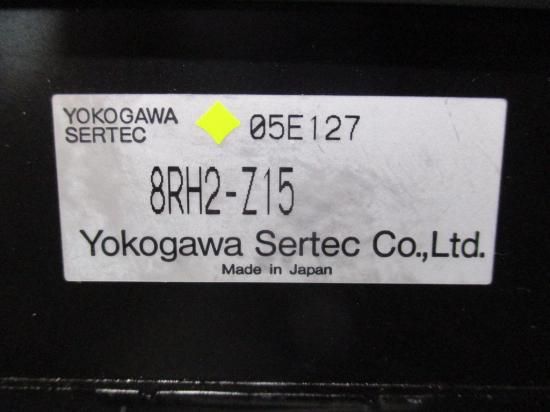 YOKOGAWA
SERTEC
05E127
8RH2-Z15
Yokogawa Sertec Co.,Ltd.
Made in Japan